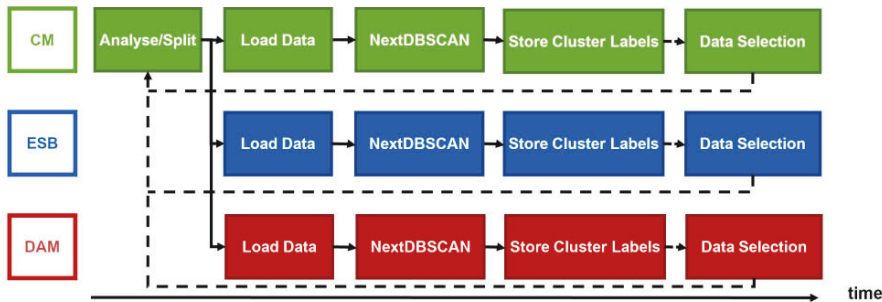 CM Analyse/Split Load Data NextDBSCAN Store Cluster Labels Data Selection
ESB Load Data NextDBSCAN Store Cluster Labels Data Selection
DAM Load Data NextDBSCAN Store Cluster Labels Data Selection
time